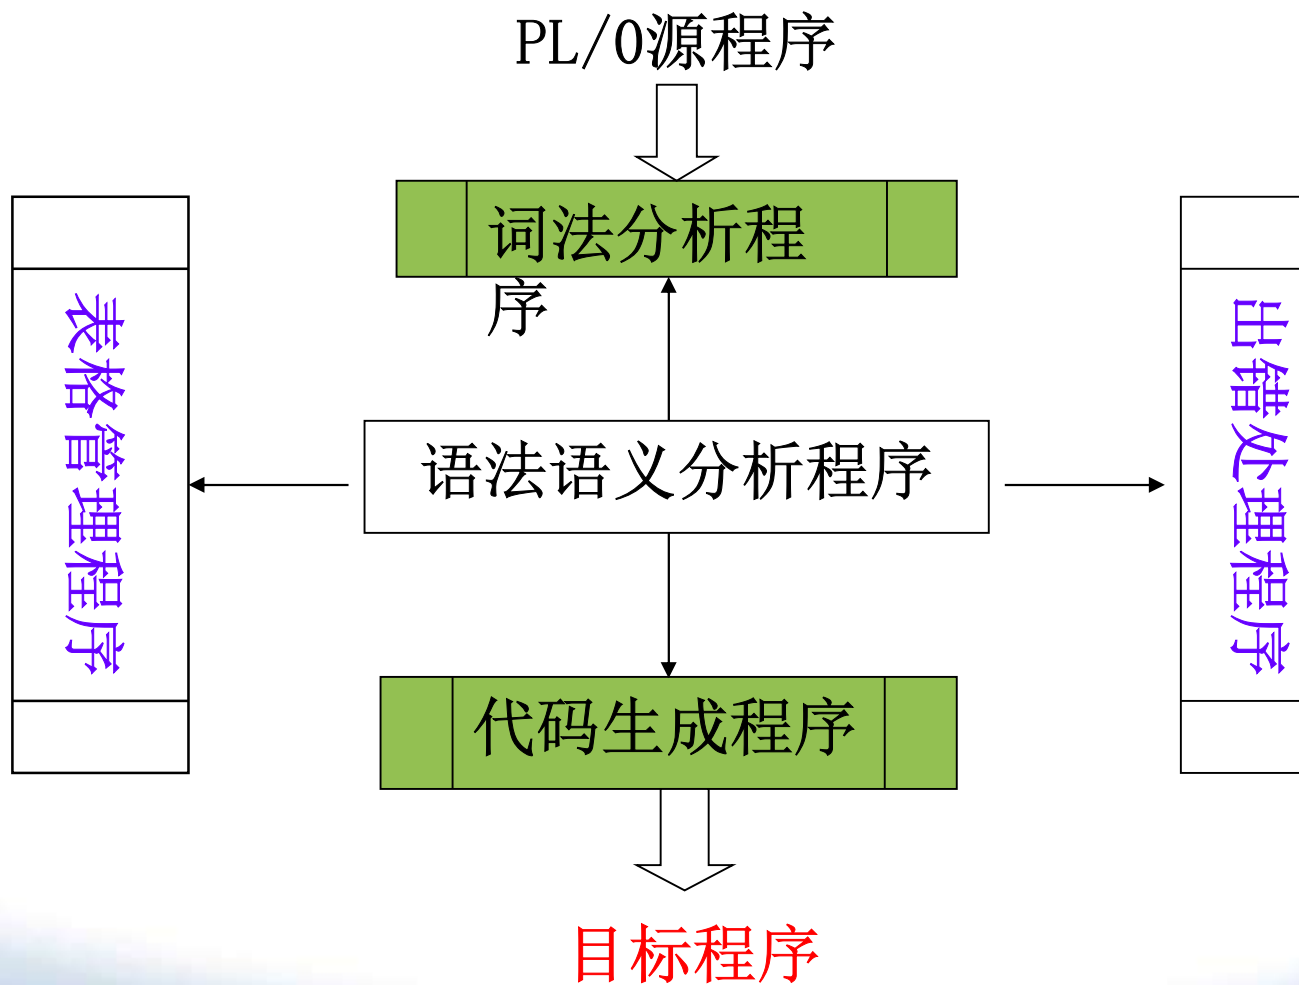 PL/0源程序
词法分析程
序
表格管理程序
语法语义分析程序
出错处理程序
代码生成程序
目标程序